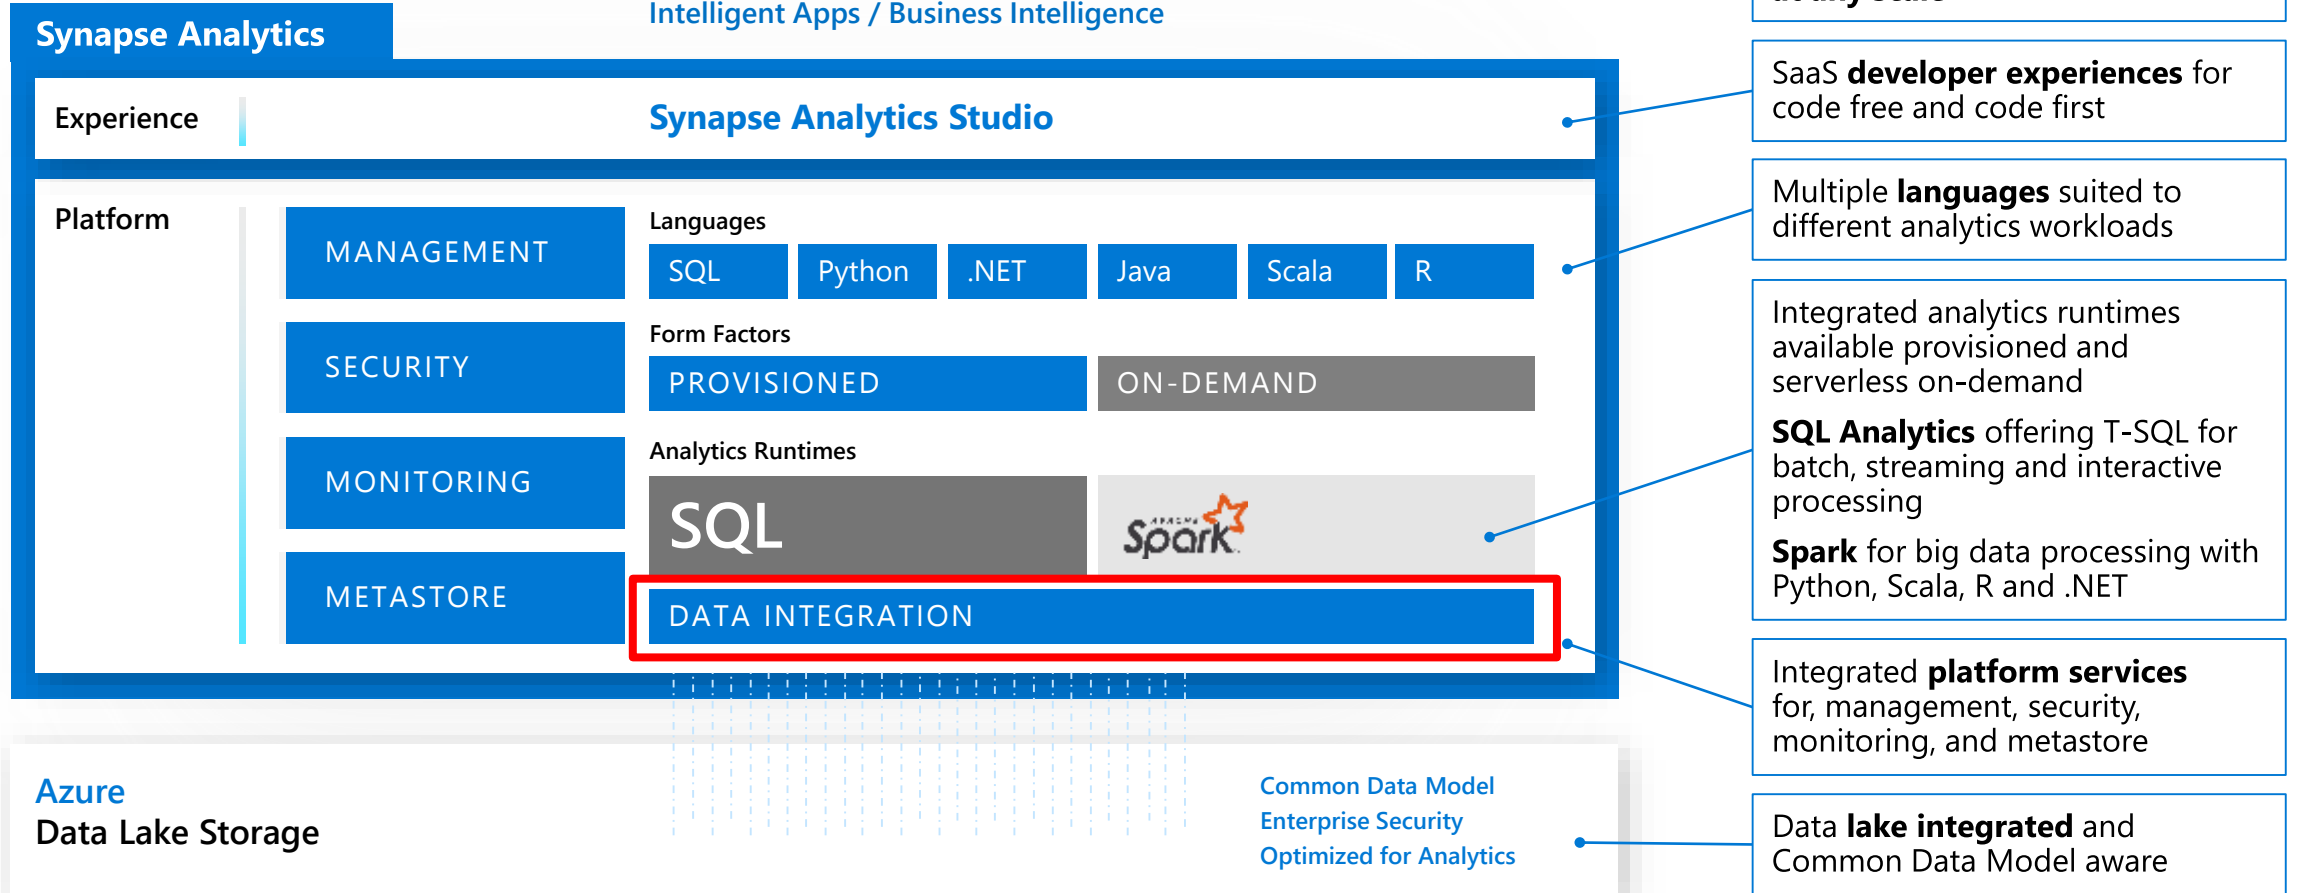 Intelligent Apps / Business Intelligence
Synapse Analytics
Experience
Synapse Analytics Studio
Platform
MANAGEMENT
SECURITY
MONITORING
METASTORE
Languages
SQL
Python
.NET
Java
Scala
R
Form Factors
PROVISIONED
ON-DEMAND
Analytics Runtimes
SQL
APACHE
Spark
DATA INTEGRATION
Azure
Data Lake Storage
Common Data Model
Enterprise Security
Optimized for Analytics
SaaS developer experiences for
code free and code first
Multiple languages suited to
different analytics workloads
Integrated analytics runtimes
available provisioned and
serverless on-demand
SQL Analytics offering T-SQL for
batch, streaming and interactive
processing
Spark for big data processing with
Python, Scala, R and .NET
Integrated platform services
for, management, security,
monitoring, and metastore
Data lake integrated and
Common Data Model aware